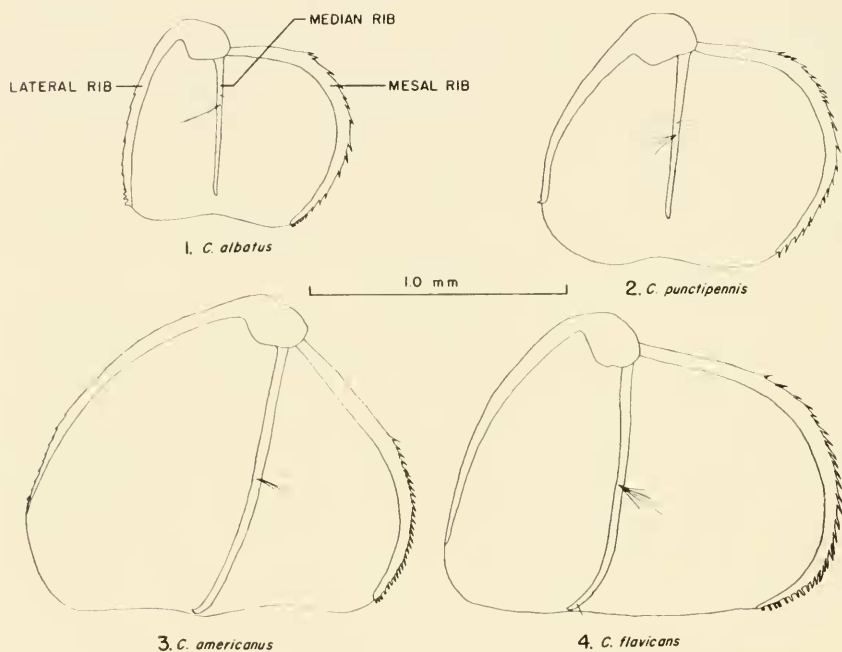 MEDIAN RIB
LATERAL RIB
MESAL RIB
1. C. albatus
2. C. punctipennis
1.0 mm
3. C. americanus
4. C. flavicans